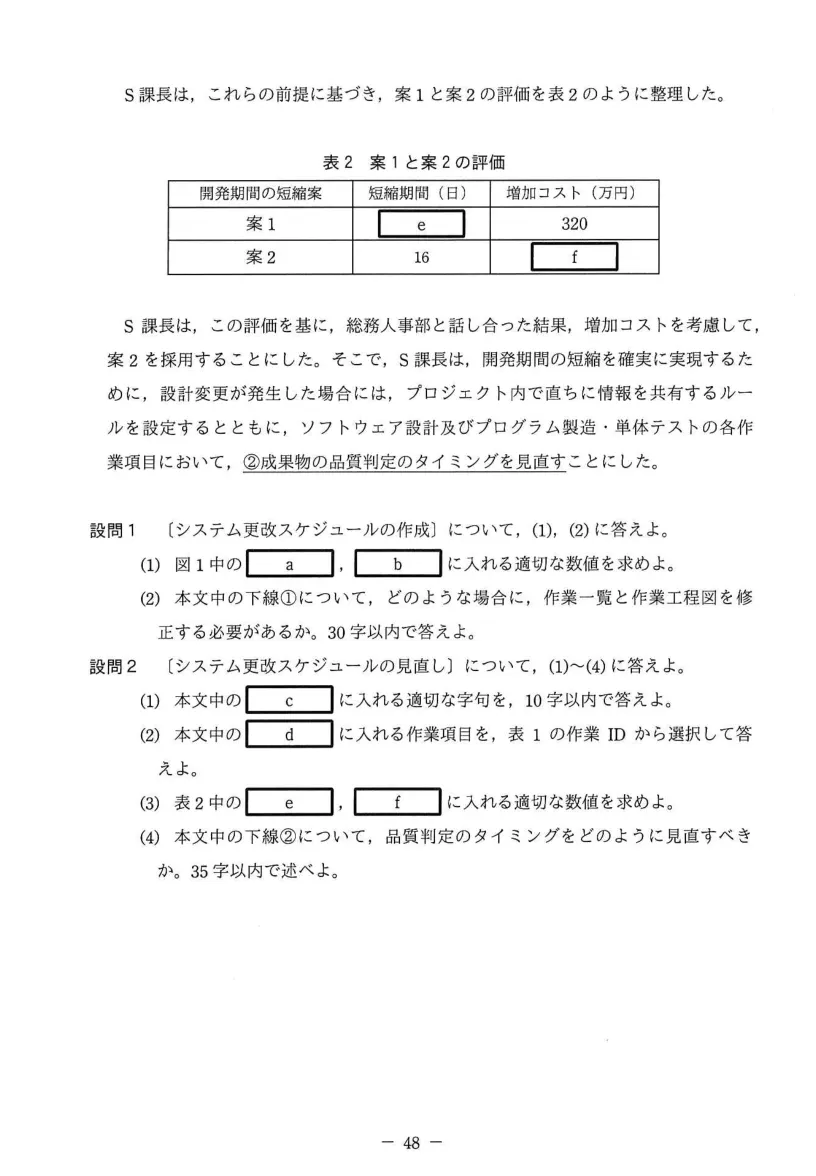 S課長は，これらの前提に基づき，案1と案2の評価を表2のように整理した。
表2　案1と案2の評価
開発期間の短縮案　短縮期間（日）　増加コスト（万円）
案1　e　320
案2　16　f
S 課長は，この評価を基に，総務人事部と話し合った結果，増加コストを考慮して，
案 2 を採用することにした。そこで，S 課長は，開発期間の短縮を確実に実現するた
めに，設計変更が発生した場合には，プロジェクト内で直ちに情報を共有するルー
ルを設定するとともに，ソフトウェア設計及びプログラム製造・単体テストの各作
業項目において，②成果物の品質判定のタイミングを見直すことにした。
設問1　〔システム更改スケジュールの作成〕について，(1)，(2) に答えよ。
(1)　図 1 中の a ， b に入れる適切な数値を求めよ。
(2)　本文中の下線①について，どのような場合に，作業一覧と作業工程図を修
正する必要があるか。30 字以内で答えよ。
設問2　〔システム更改スケジュールの見直し〕について，(1)～(4) に答えよ。
(1)　本文中の c に入れる適切な字句を，10 字以内で答えよ。
(2)　本文中の d に入れる作業項目を，表 1 の作業 ID から選択して答
えよ。
(3)　表 2 中の e ， f に入れる適切な数値を求めよ。
(4)　本文中の下線②について，品質判定のタイミングをどのように見直すべき
か。35 字以内で述べよ。
－ 48 －